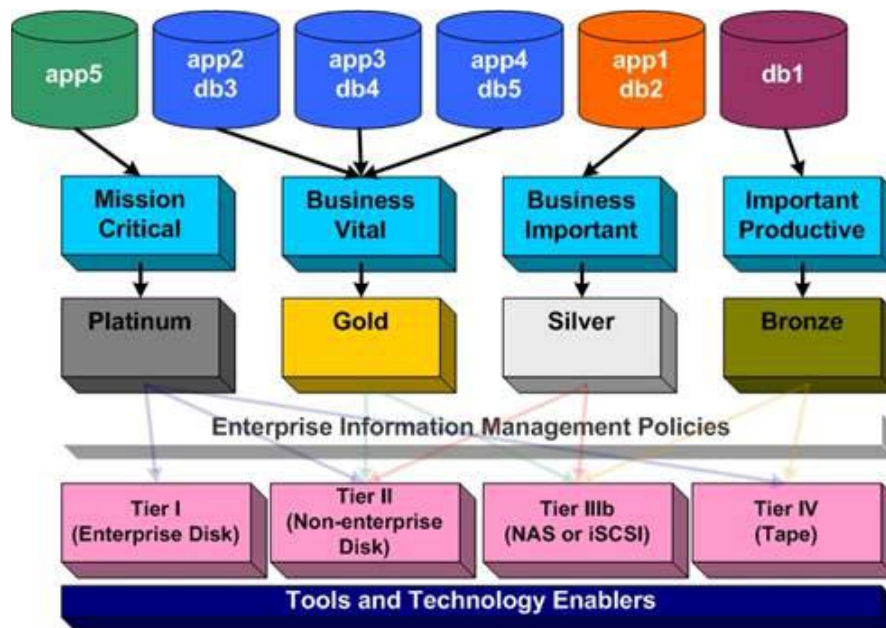 app5
app2
db3
app3
db4
app4
db5
app1
db2
db1
Mission
Critical
Business
Vital
Business
Important
Important
Productive
Platinum
Gold
Silver
Bronze
Enterprise Information Management Policies
Tier I
(Enterprise Disk)
Tier II
(Non-enterprise
Disk)
Tier IIIb
(NAS or iSCSI)
Tier IV
(Tape)
Tools and Technology Enablers